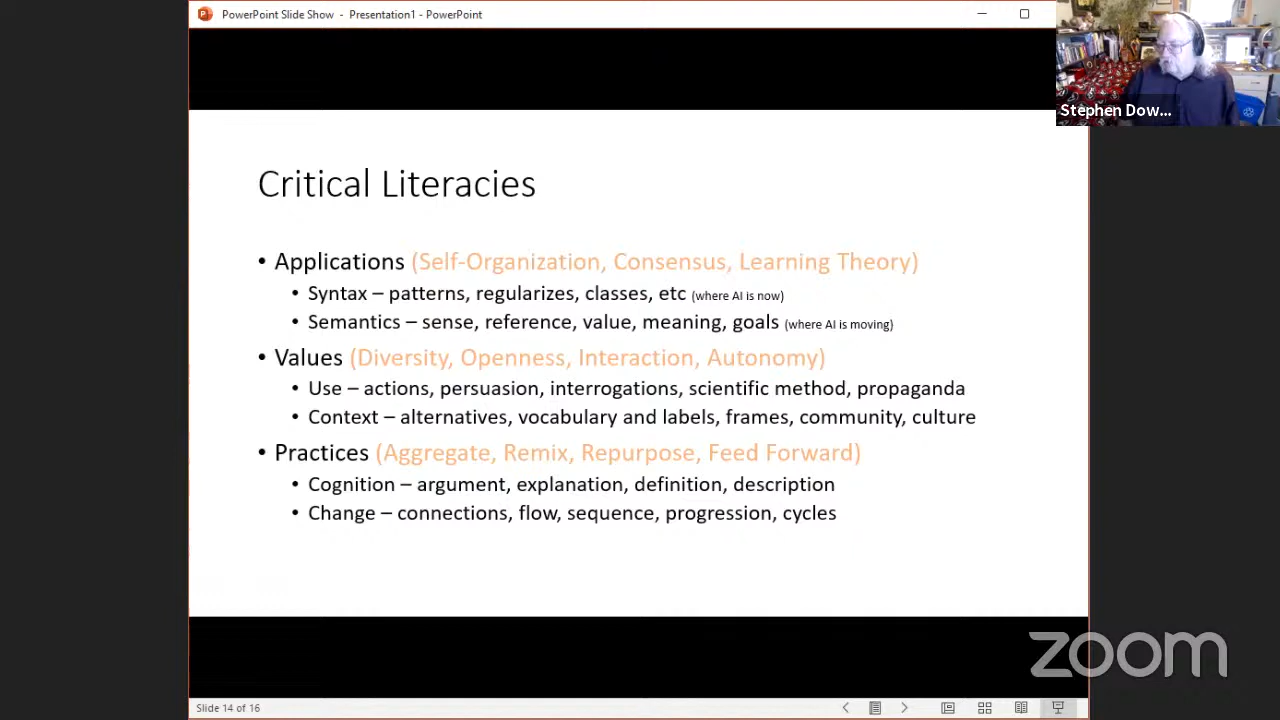 PowerPoint Slide Show - Presentation1 - PowerPoint
Stephen Dow...
Critical Literacies
• Applications (Self-Organization, Consensus, Learning Theory)
• Syntax – patterns, regularizes, classes, etc (where AI is now)
• Semantics – sense, reference, value, meaning, goals (where AI is moving)
• Values (Diversity, Openness, Interaction, Autonomy)
• Use – actions, persuasion, interrogations, scientific method, propaganda
• Context – alternatives, vocabulary and labels, frames, community, culture
• Practices (Aggregate, Remix, Repurpose, Feed Forward)
• Cognition – argument, explanation, definition, description
• Change – connections, flow, sequence, progression, cycles
zoom
Slide 14 of 16